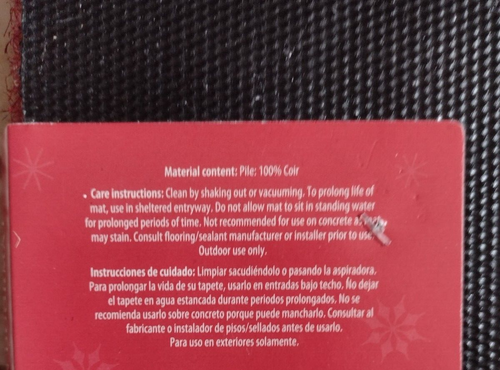 Material content: Pile: 100% Coir
Care instructions: Clean by shaking out or vacuuming. To prolong life of
mat, use in sheltered entryway. Do not allow mat to sit in standing water
for prolonged periods of time. Not recommended for use on concrete
may stain. Consult flooring/sealant manufacturer or installer prior to use.
Outdoor use only.
Instrucciones de cuidado: Limpiar sacudiéndolo o pasando la aspiradora.
Para prolongar la vida de su tapete, usarlo en entradas bajo techo. No dejar
el tapete en agua estancada durante periodos prolongados. No se
recomienda usarlo sobre concreto porque puede mancharlo. Consultar al
fabricante o instalador de pisos/sellados antes de usarlo.
Para uso en exteriores solamente.